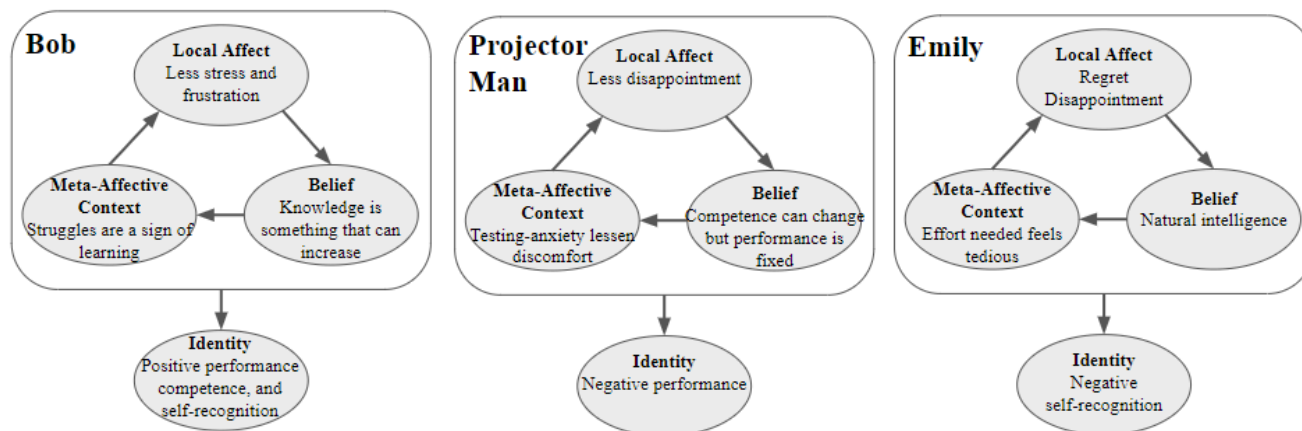 Bob
Local Affect
Less stress and
frustration
Meta-Affective
Context
Struggles are a sign of
learning
Belief
Knowledge is
something that can
increase
Identity
Positive performance
competence, and
self-recognition
Projector
Man
Local Affect
Less disappointment
Meta-Affective
Context
Testing-anxiety lessen
discomfort
Belief
Competence can change
but performance is
fixed
Identity
Negative performance
Emily
Local Affect
Regret
Disappointment
Meta-Affective
Context
Effort needed feels
tedious
Belief
Natural intelligence
Identity
Negative
self-recognition